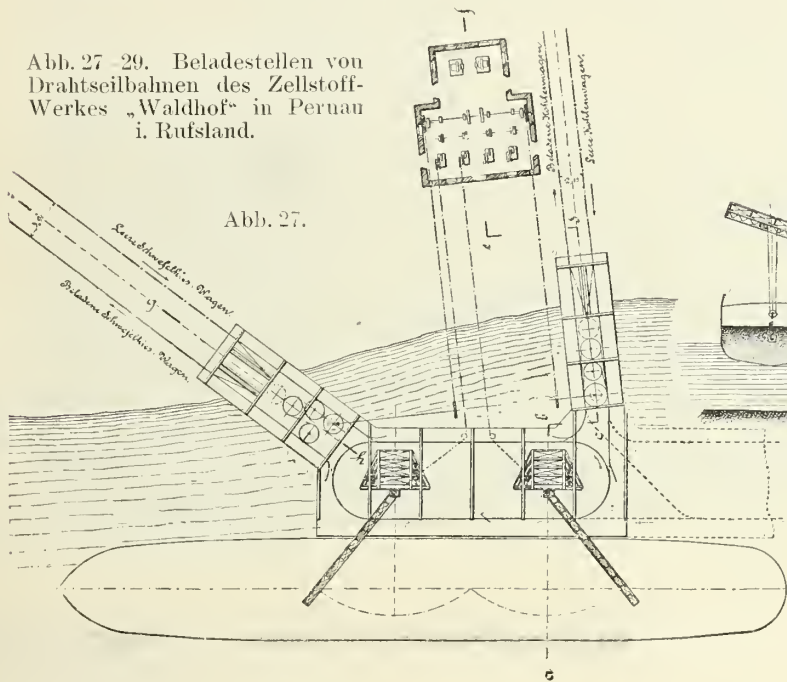 Abb. 27–29. Beladestellen von
Drahtseilbahnen des Zellstoff-
Werkes „Waldhof“ in Pernau
i. Rufsland.
Abb. 27.
Beladene Kohlenwagen
Leere Kohlenwagen.
Leere Schwefelkies-Wagen
Beladene Schwefelkies-Wagen.
f
e
g
h